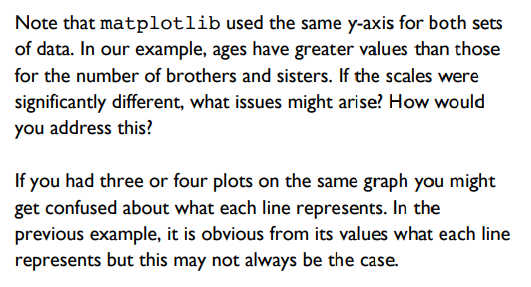 Note that matplotlib used the same y-axis for both sets
of data. In our example, ages have greater values than those
for the number of brothers and sisters. If the scales were
significantly different, what issues might arise? How would
you address this?
If you had three or four plots on the same graph you might
get confused about what each line represents. In the
previous example, it is obvious from its values what each line
represents but this may not always be the case.